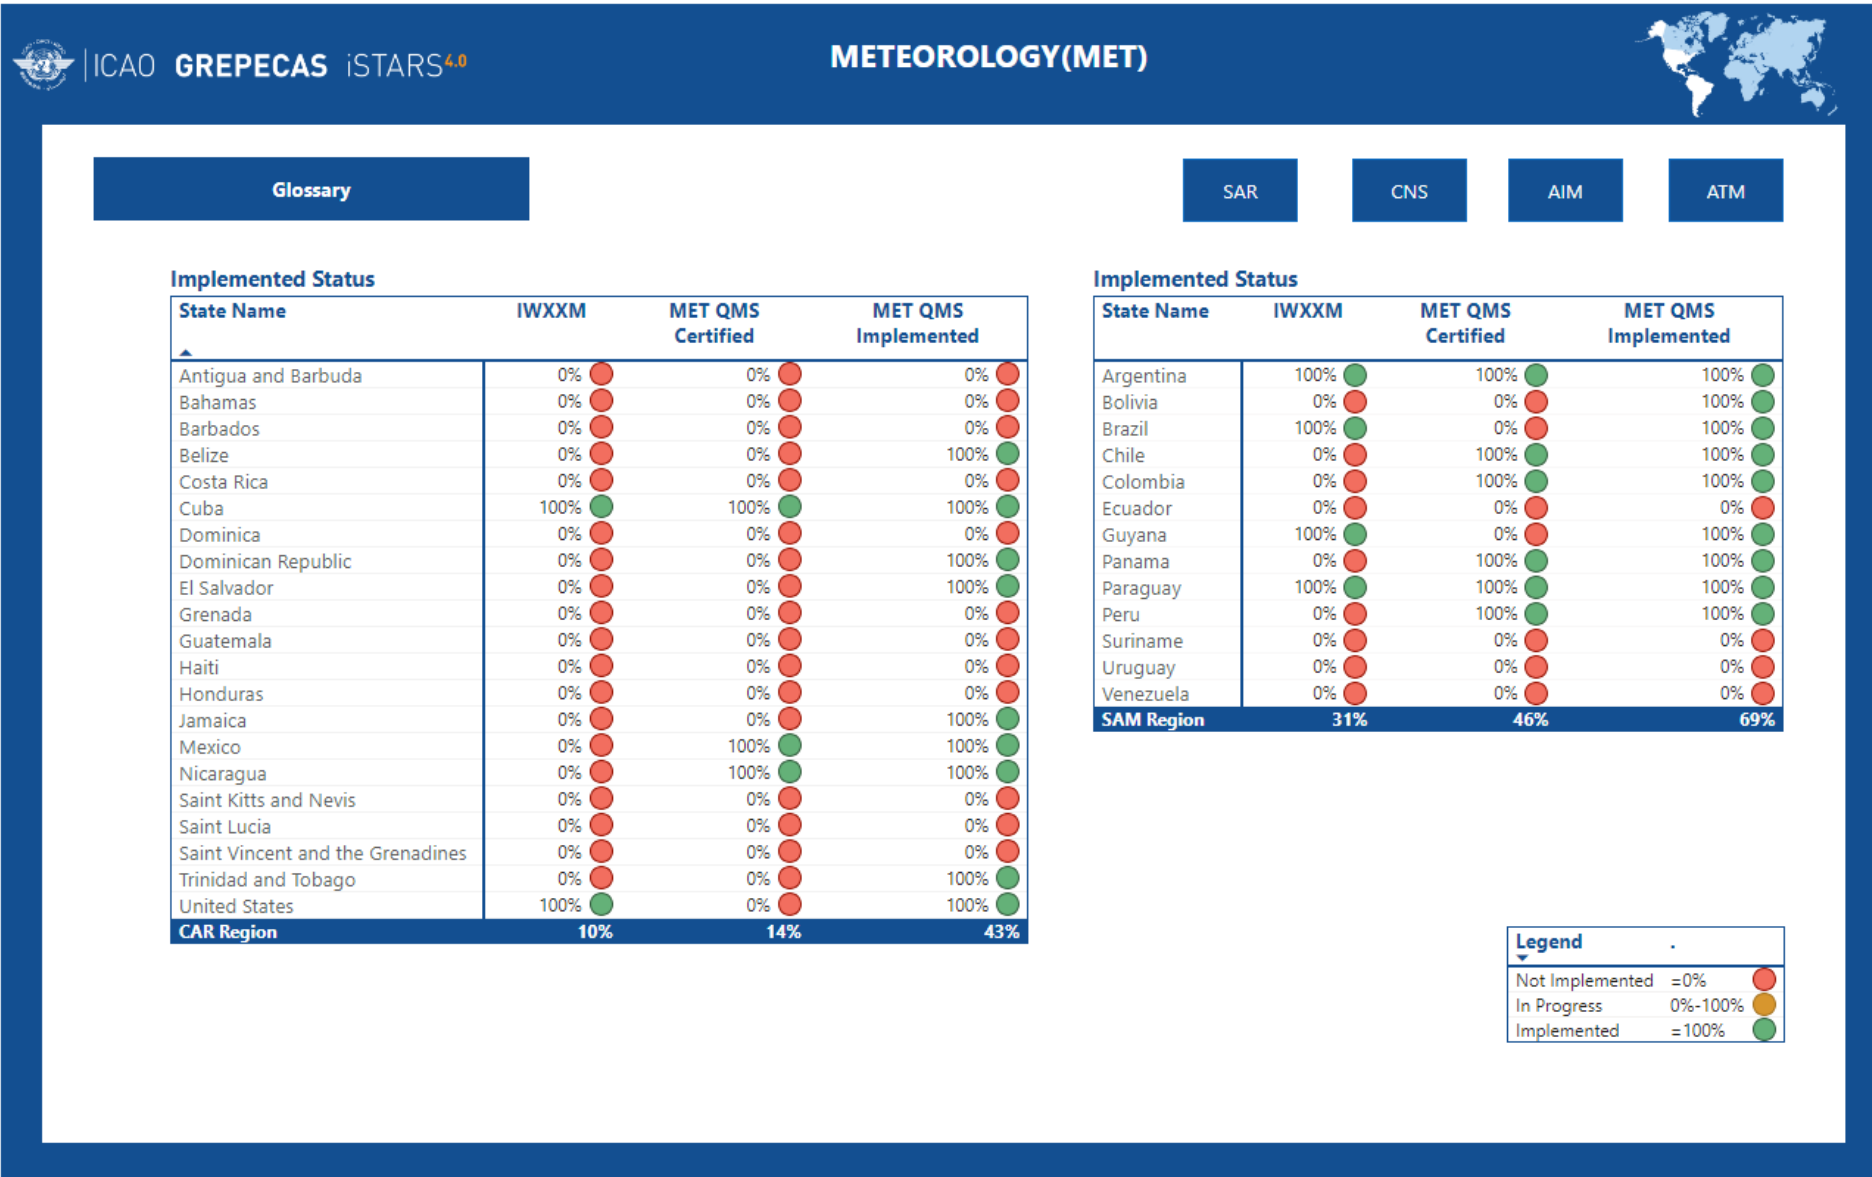 ICAO GREPECAS iSTARS4.0
METEOROLOGY(MET)
Glossary
SAR CNS AIM ATM
Implemented Status
State Name IWXXM MET QMS Certified MET QMS Implemented
Antigua and Barbuda 0% 0% 0%
Bahamas 0% 0% 0%
Barbados 0% 0% 0%
Belize 0% 0% 100%
Costa Rica 0% 0% 0%
Cuba 100% 100% 100%
Dominica 0% 0% 0%
Dominican Republic 0% 0% 100%
El Salvador 0% 0% 100%
Grenada 0% 0% 0%
Guatemala 0% 0% 0%
Haiti 0% 0% 0%
Honduras 0% 0% 0%
Jamaica 0% 0% 100%
Mexico 0% 100% 100%
Nicaragua 0% 100% 100%
Saint Kitts and Nevis 0% 0% 0%
Saint Lucia 0% 0% 0%
Saint Vincent and the Grenadines 0% 0% 0%
Trinidad and Tobago 0% 0% 100%
United States 100% 0% 100%
CAR Region 10% 14% 43%
Implemented Status
State Name IWXXM MET QMS Certified MET QMS Implemented
Argentina 100% 100% 100%
Bolivia 0% 0% 100%
Brazil 100% 0% 100%
Chile 0% 100% 100%
Colombia 0% 100% 100%
Ecuador 0% 0% 0%
Guyana 100% 0% 100%
Panama 0% 100% 100%
Paraguay 100% 100% 100%
Peru 0% 100% 100%
Suriname 0% 0% 0%
Uruguay 0% 0% 0%
Venezuela 0% 0% 0%
SAM Region 31% 46% 69%
Legend .
Not Implemented =0%
In Progress 0%-100%
Implemented =100%